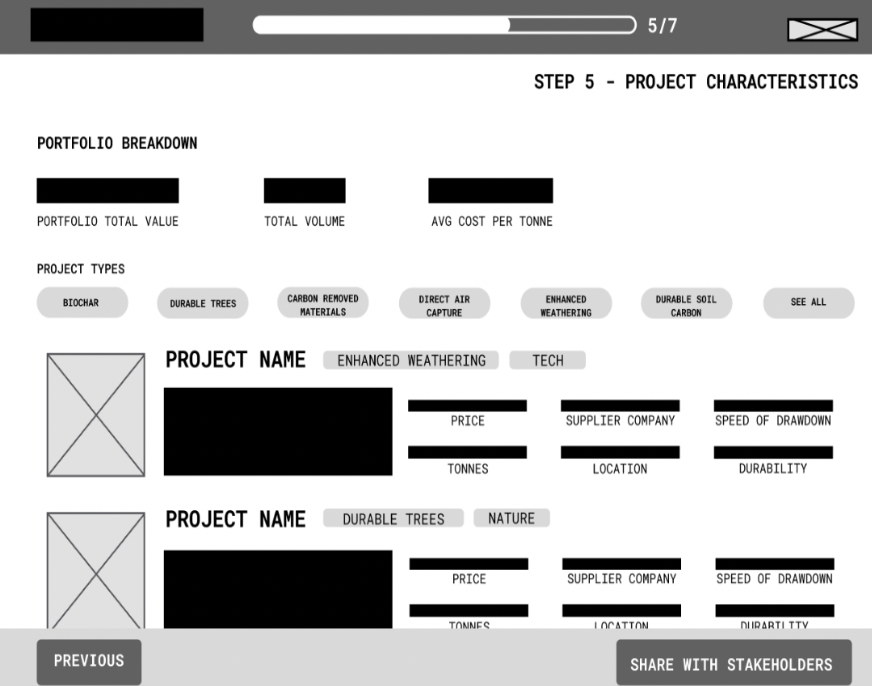 5/7
STEP 5 - PROJECT CHARACTERISTICS
PORTFOLIO BREAKDOWN
PORTFOLIO TOTAL VALUE
TOTAL VOLUME
AVG COST PER TONNE
PROJECT TYPES
BIOCHAR
DURABLE TREES
CARBON REMOVED
MATERIALS
DIRECT AIR
CAPTURE
ENHANCED
WEATHERING
DURABLE SOIL
CARBON
SEE ALL
PROJECT NAME
ENHANCED WEATHERING
TECH
PRICE
SUPPLIER COMPANY
SPEED OF DRAWDOWN
TONNES
LOCATION
DURABILITY
PROJECT NAME
DURABLE TREES
NATURE
PRICE
SUPPLIER COMPANY
SPEED OF DRAWDOWN
TONNES
LOCATION
DURABILITY
PREVIOUS
SHARE WITH STAKEHOLDERS